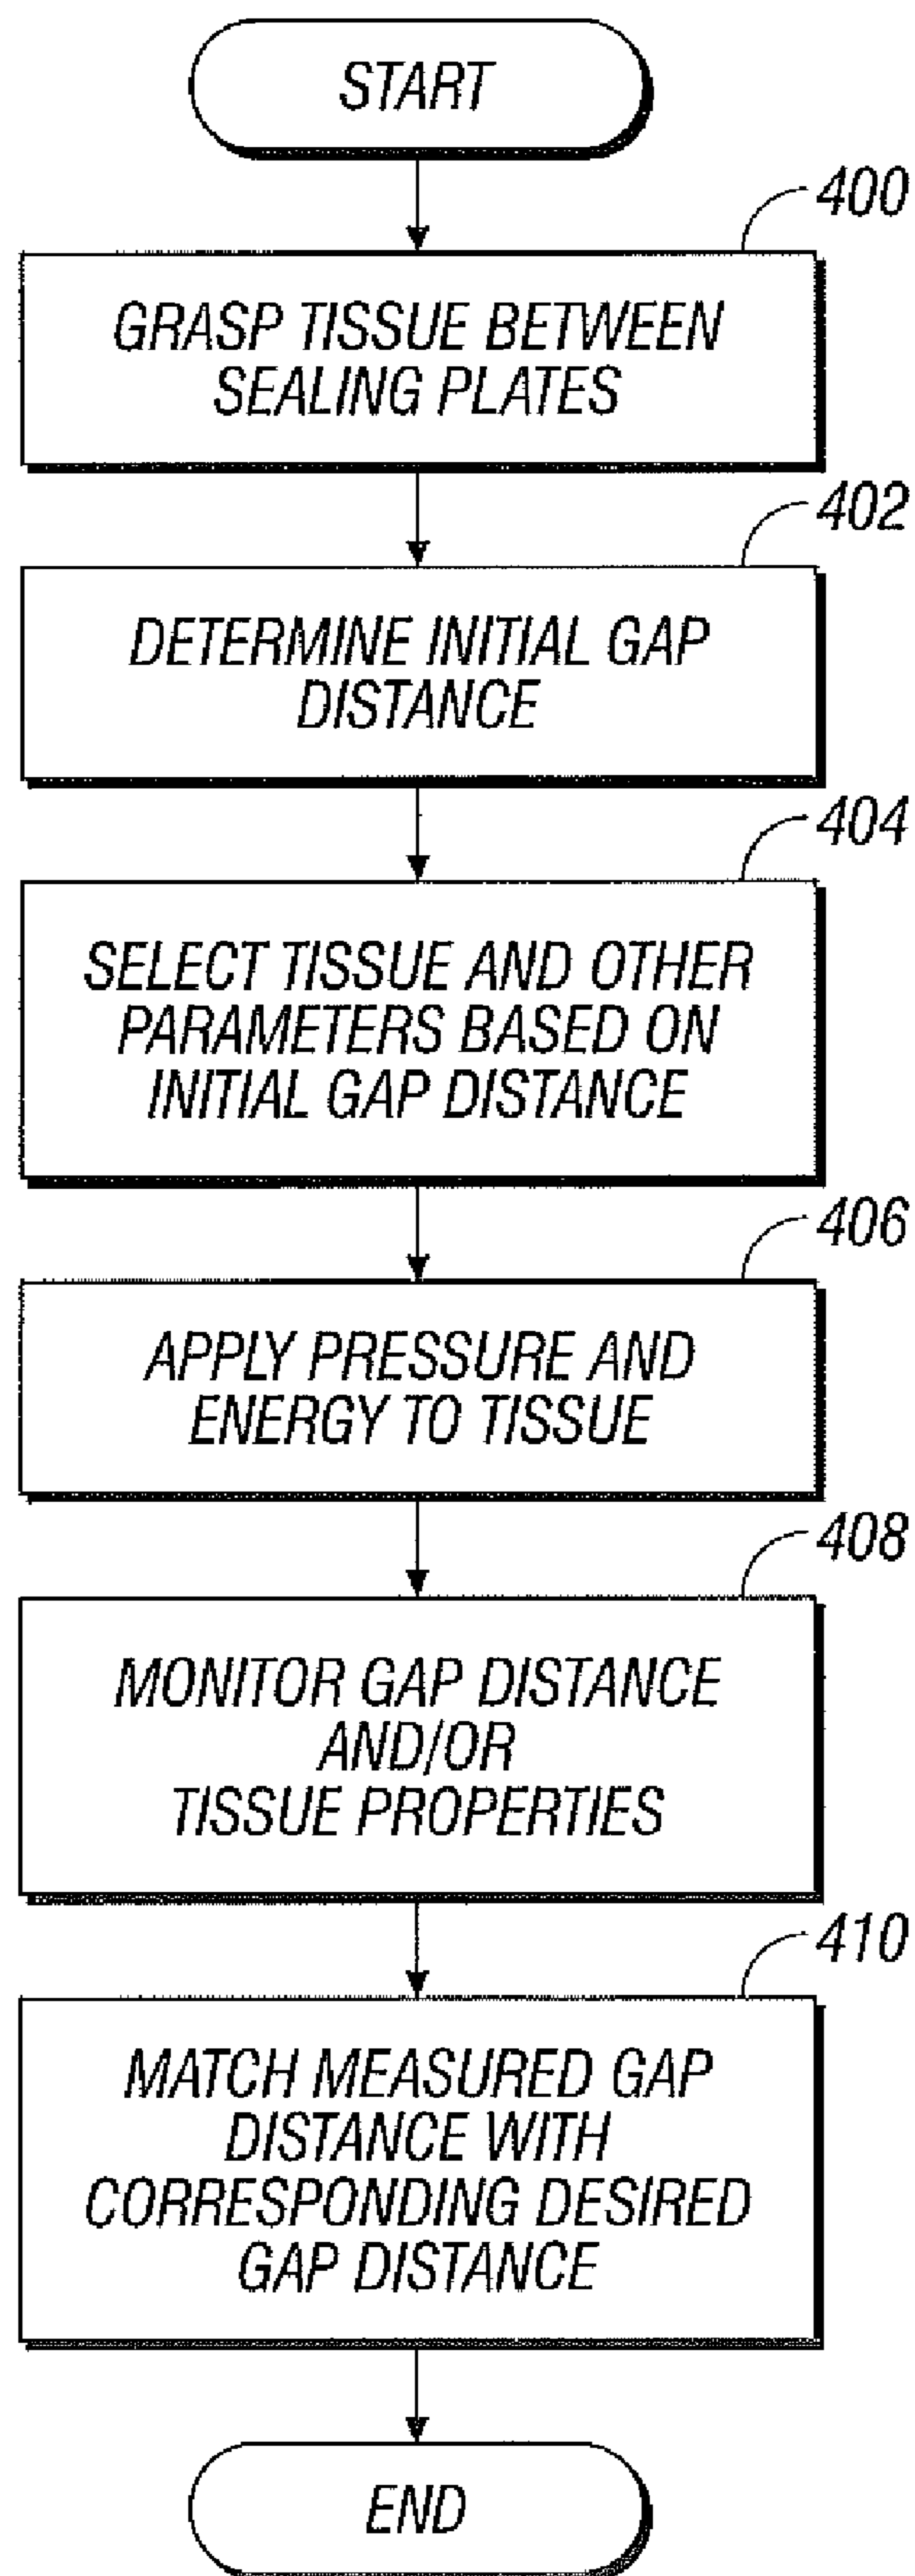 START
400
GRASP TISSUE BETWEEN
SEALING PLATES
402
DETERMINE INITIAL GAP
DISTANCE
404
SELECT TISSUE AND OTHER
PARAMETERS BASED ON
INITIAL GAP DISTANCE
406
APPLY PRESSURE AND
ENERGY TO TISSUE
408
MONITOR GAP DISTANCE
AND/OR
TISSUE PROPERTIES
410
MATCH MEASURED GAP
DISTANCE WITH
CORRESPONDING DESIRED
GAP DISTANCE
END